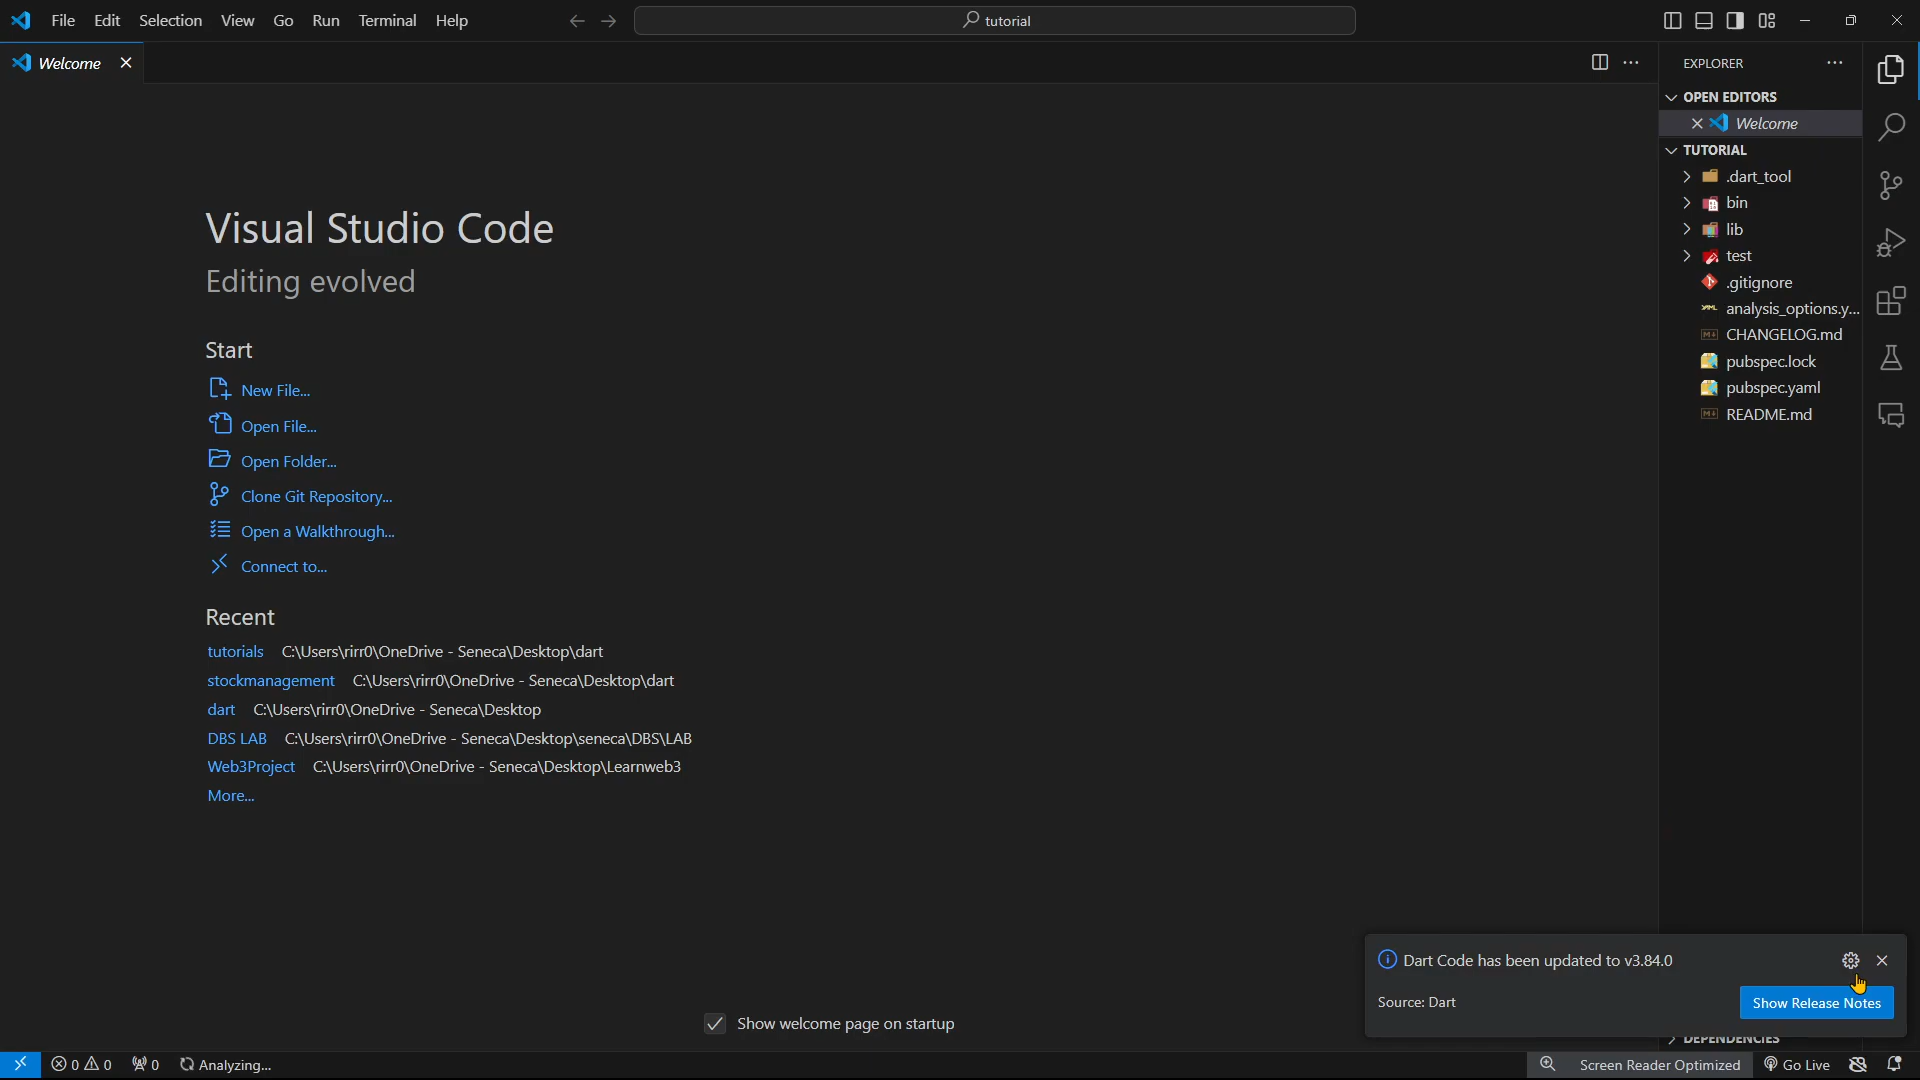 File Edit Selection View Go Run Terminal Help
tutorial
Welcome
EXPLORER
OPEN EDITORS
Welcome
TUTORIAL
.dart_tool
bin
lib
test
.gitignore
analysis_options.y...
CHANGELOG.md
pubspec.lock
pubspec.yaml
README.md
Visual Studio Code
Editing evolved
Start
New File...
Open File...
Open Folder...
Clone Git Repository...
Open a Walkthrough...
Connect to...
Recent
tutorials C:\Users\rirr0\OneDrive - Seneca\Desktop\dart
stockmanagement C:\Users\rirr0\OneDrive - Seneca\Desktop\dart
dart C:\Users\rirr0\OneDrive - Seneca\Desktop
DBS LAB C:\Users\rirr0\OneDrive - Seneca\Desktop\seneca\DBS\LAB
Web3Project C:\Users\rirr0\OneDrive - Seneca\Desktop\Learnweb3
More...
Show welcome page on startup
Dart Code has been updated to v3.84.0
Source: Dart
Show Release Notes
DEPENDENCIES
0 0 0 Analyzing...
Screen Reader Optimized Go Live